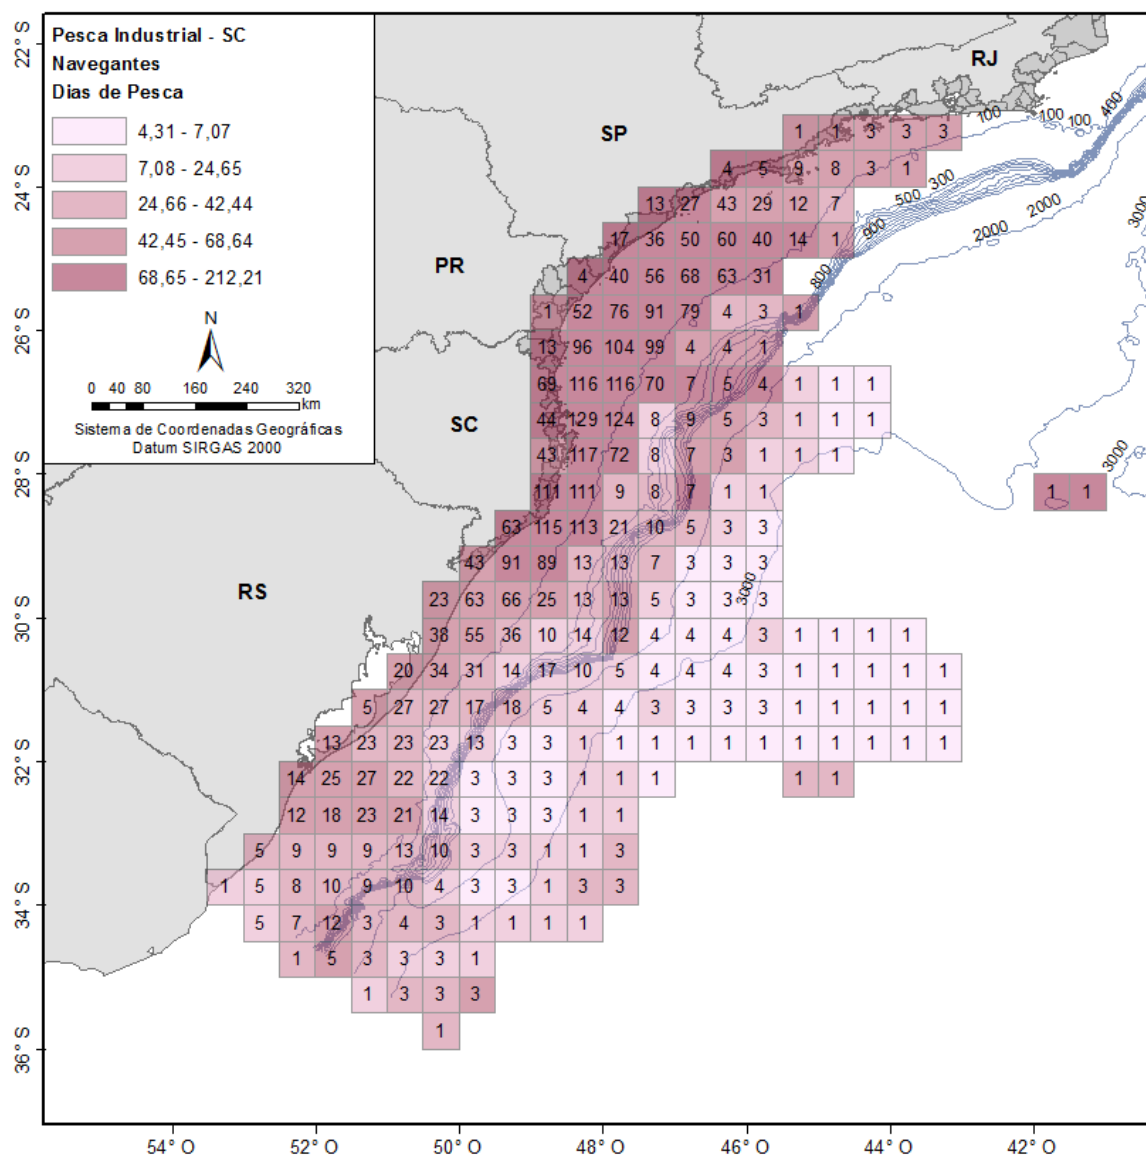 Pesca Industrial - SC
Navegantes
Dias de Pesca
4,31 - 7,07
7,08 - 24,65
24,66 - 42,44
42,45 - 68,64
68,65 - 212,21
N
0 40 80 160 240 320
km
Sistema de Coordenadas Geográficas
Datum SIRGAS 2000
RJ
SP
PR
SC
RS
100 100 100 400
500 300
900
800
2000
2000
3000
3000
3000
1 1 3 3 3
4 5 9 8 3 1
13 27 43 29 12 7
17 36 50 60 40 14 1
4 40 56 68 63 31
1 52 76 91 79 4 3 1
13 96 104 99 4 4 1
69 116 116 70 7 5 4 1 1 1
44 129 124 8 9 5 3 1 1 1
43 117 72 8 7 3 1 1 1
111 111 9 8 7 1 1 1 1
63 115 113 21 10 5 3 3
43 91 89 13 13 7 3 3 3
23 63 66 25 13 13 5 3 3 3
38 55 36 10 14 12 4 4 4 3 1 1 1 1
20 34 31 14 17 10 5 4 4 4 3 1 1 1 1 1
5 27 27 17 18 5 4 4 3 3 3 3 1 1 1 1 1
13 23 23 23 13 3 3 1 1 1 1 1 1 1 1 1 1 1
14 25 27 22 22 3 3 3 1 1 1 1 1
12 18 23 21 14 3 3 3 1 1
5 9 9 9 13 10 3 3 1 1 3
1 5 8 10 9 10 4 3 3 1 3 3
5 7 12 3 4 3 1 1 1 1
1 5 3 3 3 1
1 3 3 3
1
22° S
24° S
26° S
28° S
30° S
32° S
34° S
36° S
54° O 52° O 50° O 48° O 46° O 44° O 42° O